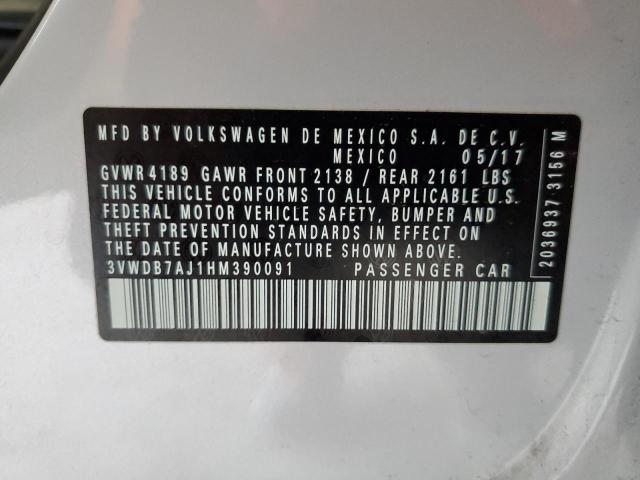 MFD BY VOLKSWAGEN DE MEXICO S.A. DE C.V.
MEXICO 05/17
GVWR 4189 GAWR FRONT 2138 / REAR 2161 LBS
THIS VEHICLE CONFORMS TO ALL APPLICABLE U.S.
FEDERAL MOTOR VEHICLE SAFETY, BUMPER AND
THEFT PREVENTION STANDARDS IN EFFECT ON
THE DATE OF MANUFACTURE SHOWN ABOVE.
3VWDB7AJ1HM390091 PASSENGER CAR
2036937 3156 M